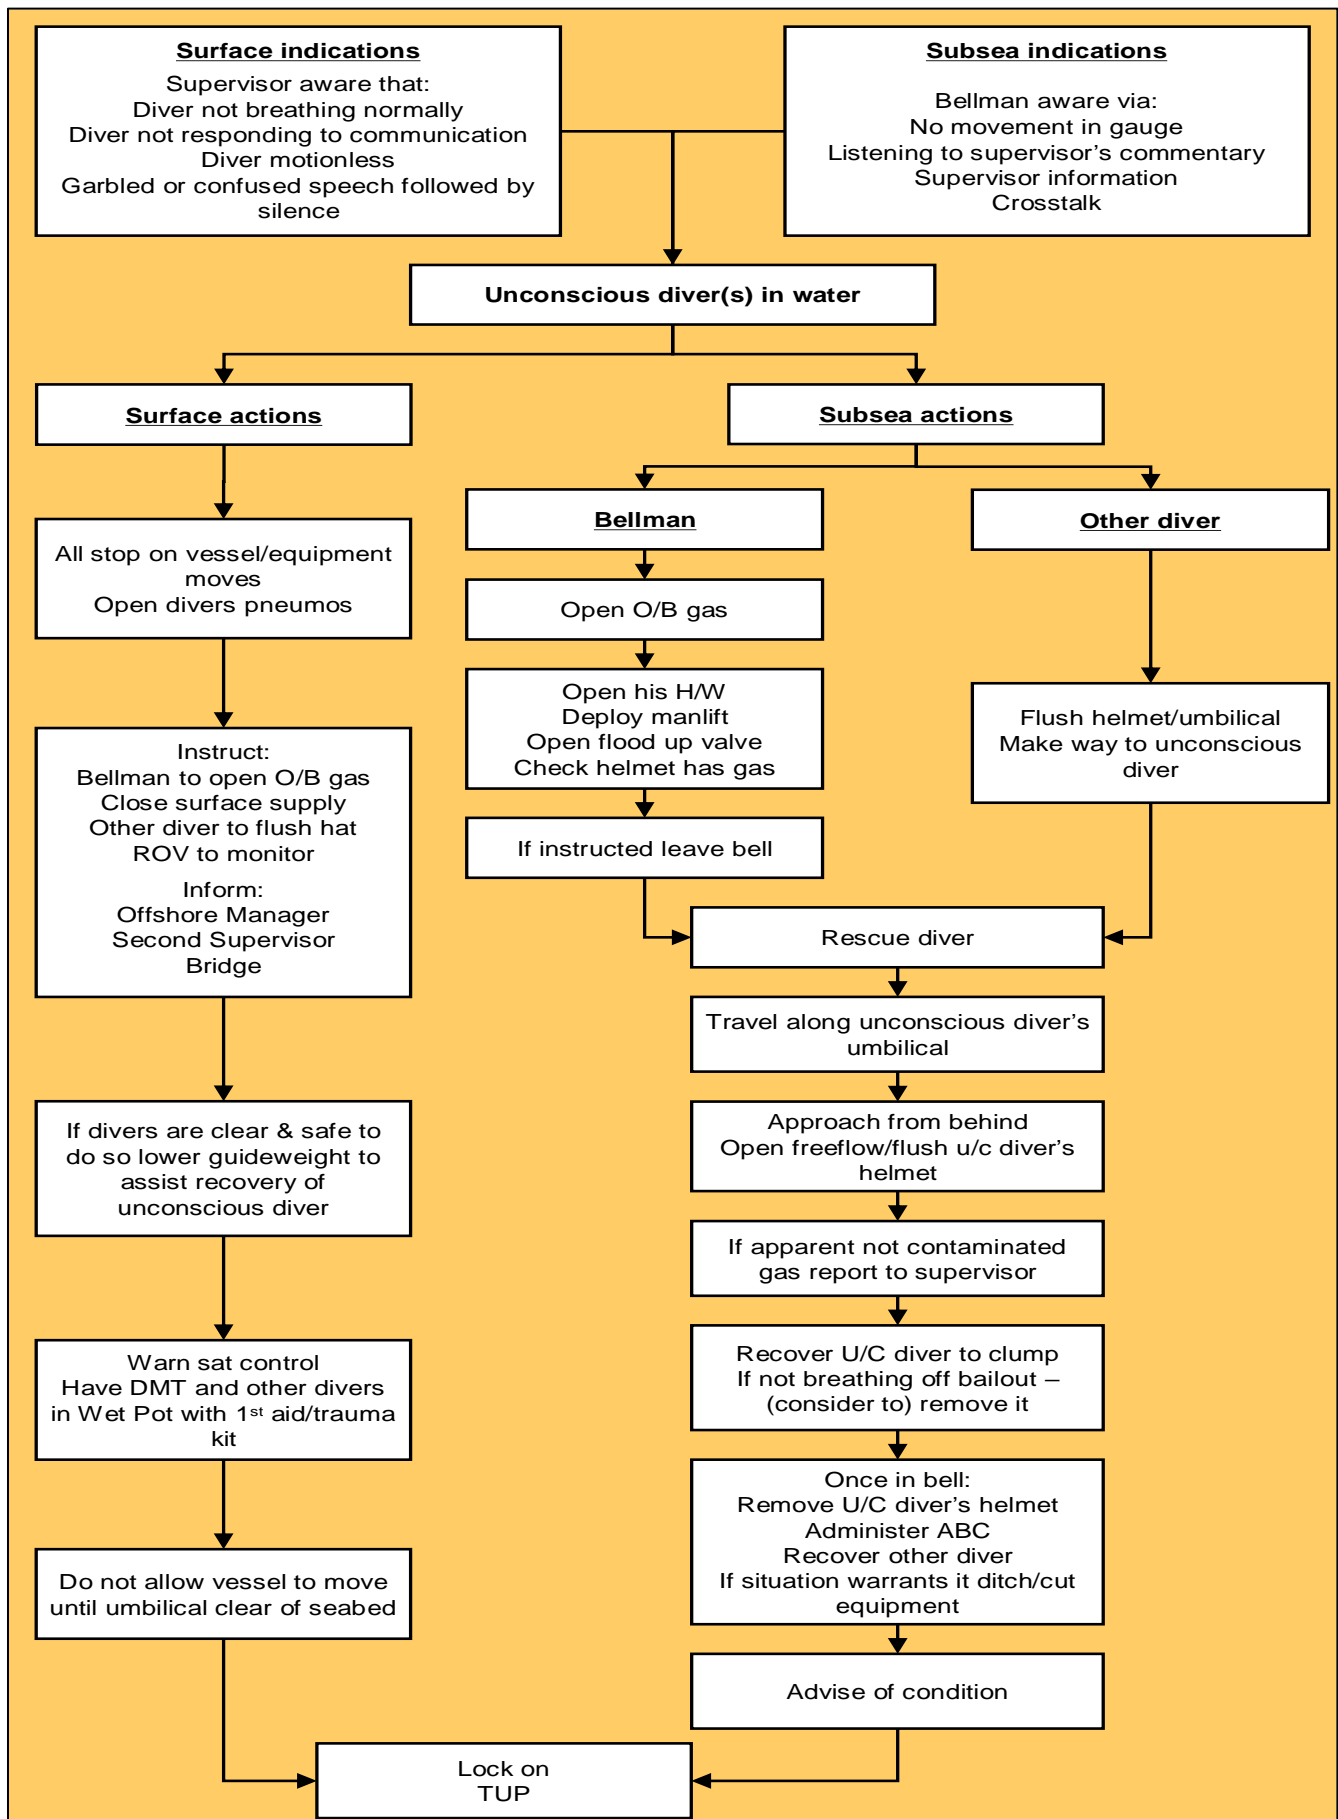 Surface indications
Supervisor aware that:
Diver not breathing normally
Diver not responding to communication
Diver motionless
Garbled or confused speech followed by
silence
Subsea indications
Bellman aware via:
No movement in gauge
Listening to supervisor’s commentary
Supervisor information
Crosstalk
Unconscious diver(s) in water
Surface actions
Subsea actions
Bellman
Other diver
All stop on vessel/equipment
moves
Open divers pneumos
Open O/B gas
Open his H/W
Deploy manlift
Open flood up valve
Check helmet has gas
Flush helmet/umbilical
Make way to unconscious
diver
Instruct:
Bellman to open O/B gas
Close surface supply
Other diver to flush hat
ROV to monitor
Inform:
Offshore Manager
Second Supervisor
Bridge
If instructed leave bell
Rescue diver
Travel along unconscious diver’s
umbilical
If divers are clear & safe to
do so lower guideweight to
assist recovery of
unconscious diver
Approach from behind
Open freeflow/flush u/c diver’s
helmet
If apparent not contaminated
gas report to supervisor
Warn sat control
Have DMT and other divers
in Wet Pot with 1st aid/trauma
kit
Recover U/C diver to clump
If not breathing off bailout –
(consider to) remove it
Once in bell:
Remove U/C diver’s helmet
Administer ABC
Recover other diver
If situation warrants it ditch/cut
equipment
Do not allow vessel to move
until umbilical clear of seabed
Advise of condition
Lock on
TUP